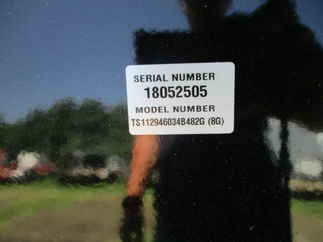 SERIAL NUMBER
18052505
MODEL NUMBER
TS112946034B482G (8G)